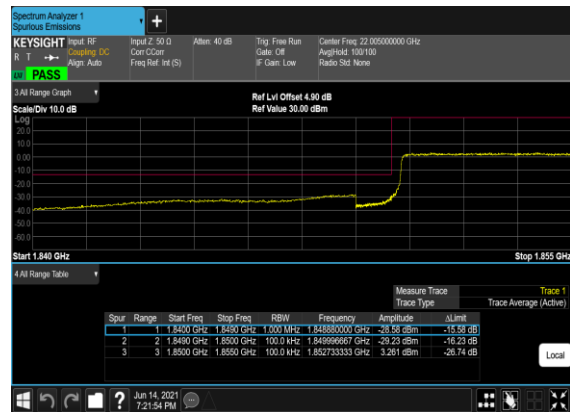 Spectrum Analyzer 1
Spurious Emissions
+
KEYSIGHT Input: RF Input Z: 50 Ω Atten: 40 dB Trig: Free Run Center Freq: 22.005000000 GHz
R T Coupling: DC Corr CCorr Gate: Off Avg|Hold: 100/100
Align: Auto Freq Ref: Int (S) IF Gain: Low Radio Std: None
PASS
3 All Range Graph
Ref Lvl Offset 4.90 dB
Scale/Div 10.0 dB Ref Value 30.00 dBm
Log
20.0
10.0
0.00
-10.0
-20.0
-30.0
-40.0
-50.0
-60.0
Start 1.840 GHz Stop 1.855 GHz
4 All Range Table
Measure Trace Trace 1
Trace Type Trace Average (Active)
Spur Range Start Freq Stop Freq RBW Frequency Amplitude ΔLimit
1 1 1.8400 GHz 1.8490 GHz 1.000 MHz 1.848880000 GHz -28.58 dBm -15.58 dB
2 2 1.8490 GHz 1.8500 GHz 100.0 kHz 1.849996667 GHz -29.23 dBm -16.23 dB
3 3 1.8500 GHz 1.8550 GHz 100.0 kHz 1.852733333 GHz 3.261 dBm -26.74 dB
Local
? Jun 14, 2021
7:21:54 PM